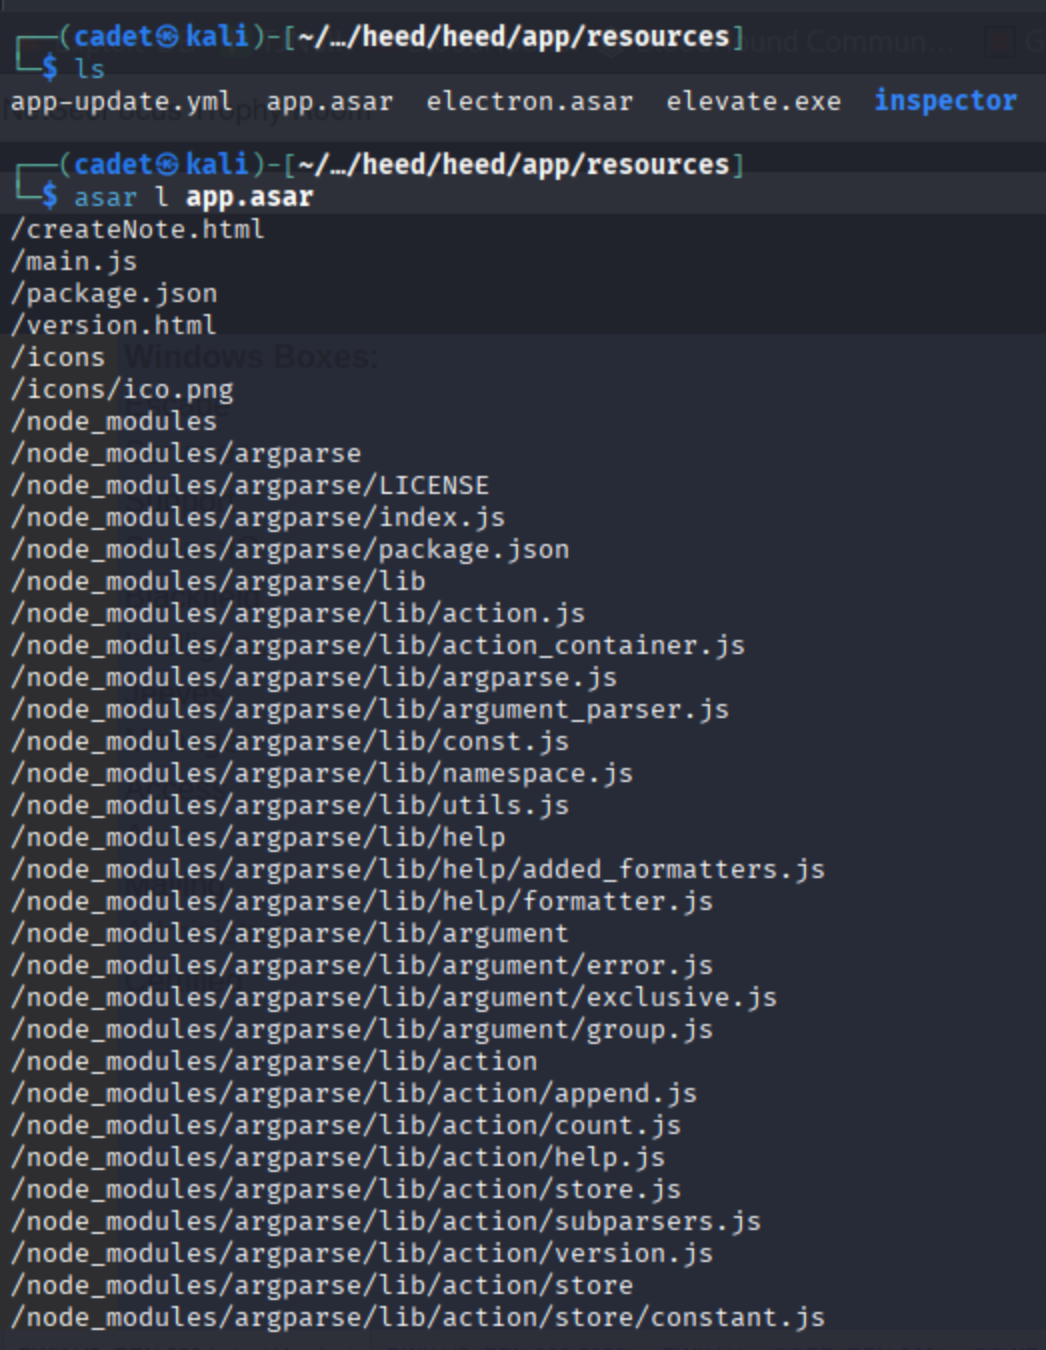 ┌──(cadet㉿kali)-[~/…/heed/heed/app/resources]
└─$ ls
app-update.yml  app.asar  electron.asar  elevate.exe  inspector
┌──(cadet㉿kali)-[~/…/heed/heed/app/resources]
└─$ asar l app.asar
/createNote.html
/main.js
/package.json
/version.html
Windows Boxes:
/icons
/icons/ico.png
/node_modules
/node_modules/argparse
/node_modules/argparse/LICENSE
/node_modules/argparse/index.js
/node_modules/argparse/package.json
/node_modules/argparse/lib
/node_modules/argparse/lib/action.js
/node_modules/argparse/lib/action_container.js
/node_modules/argparse/lib/argparse.js
/node_modules/argparse/lib/argument_parser.js
/node_modules/argparse/lib/const.js
/node_modules/argparse/lib/namespace.js
/node_modules/argparse/lib/utils.js
/node_modules/argparse/lib/help
/node_modules/argparse/lib/help/added_formatters.js
/node_modules/argparse/lib/help/formatter.js
/node_modules/argparse/lib/argument
/node_modules/argparse/lib/argument/error.js
/node_modules/argparse/lib/argument/exclusive.js
/node_modules/argparse/lib/argument/group.js
/node_modules/argparse/lib/action
/node_modules/argparse/lib/action/append.js
/node_modules/argparse/lib/action/count.js
/node_modules/argparse/lib/action/help.js
/node_modules/argparse/lib/action/store.js
/node_modules/argparse/lib/action/subparsers.js
/node_modules/argparse/lib/action/version.js
/node_modules/argparse/lib/action/store
/node_modules/argparse/lib/action/store/constant.js